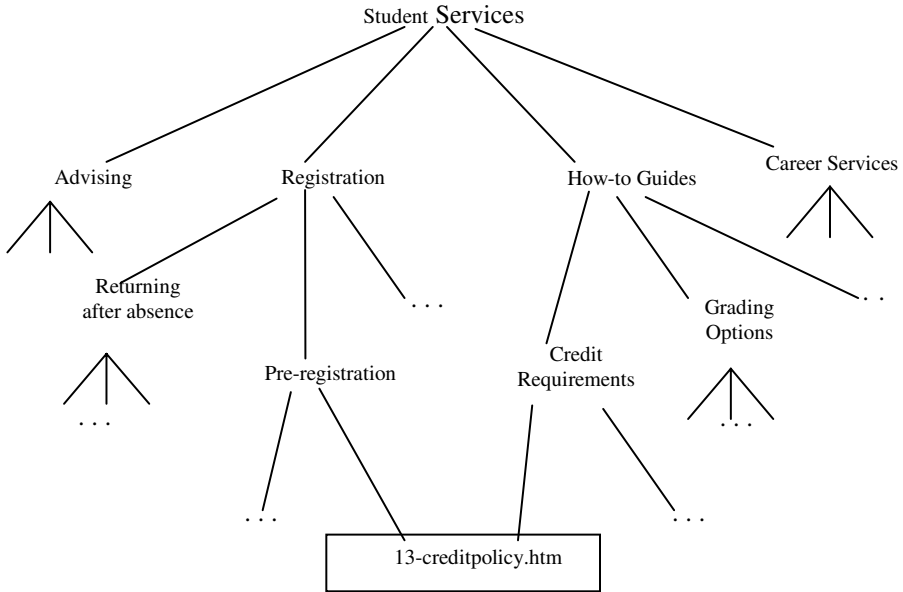 Student Services
Advising
Registration
How-to Guides
Career Services
Returning
after absence
. . .
. .
Grading
Options
Pre-registration
Credit
Requirements
. . .
. . .
. . .
. . .
13-creditpolicy.htm